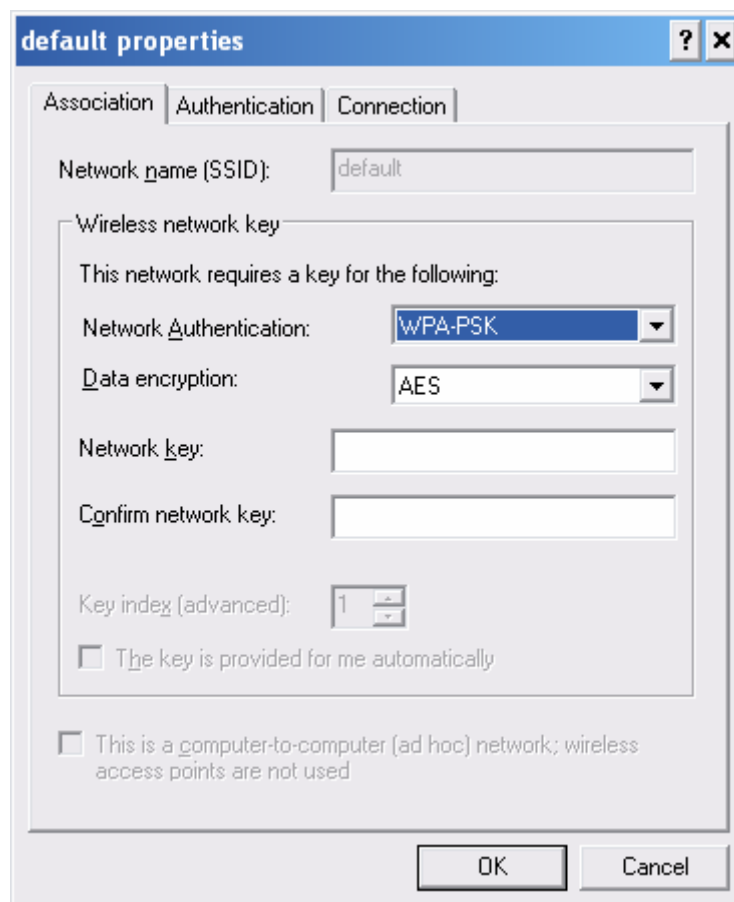 default properties
? ×
Association Authentication Connection
Network name (SSID): default
Wireless network key
This network requires a key for the following:
Network Authentication: WPA-PSK
Data encryption: AES
Network key:
Confirm network key:
Key index (advanced): 1
The key is provided for me automatically
This is a computer-to-computer (ad hoc) network; wireless
access points are not used
OK Cancel